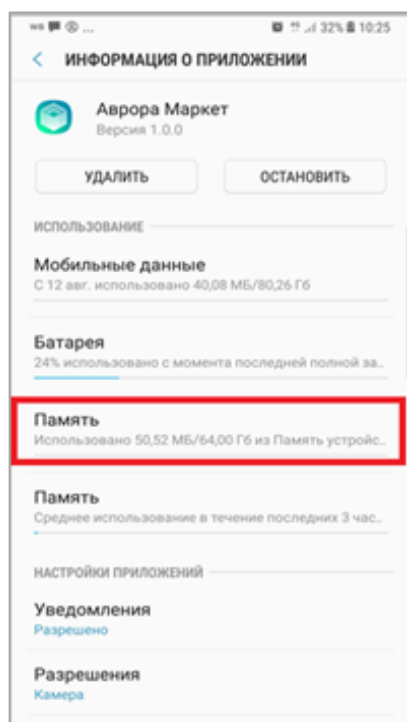 32% 10:25
ИНФОРМАЦИЯ О ПРИЛОЖЕНИИ
Аврора Маркет
Версия 1.0.0
УДАЛИТЬ ОСТАНОВИТЬ
ИСПОЛЬЗОВАНИЕ
Мобильные данные
С 12 авг. использовано 40,08 МБ/80,26 Гб
Батарея
24% использовано с момента последней полной за..
Память
Использовано 50,52 МБ/64,00 Гб из Память устройс..
Память
Среднее использование в течение последних 3 час..
НАСТРОЙКИ ПРИЛОЖЕНИЙ
Уведомления
Разрешено
Разрешения
Камера